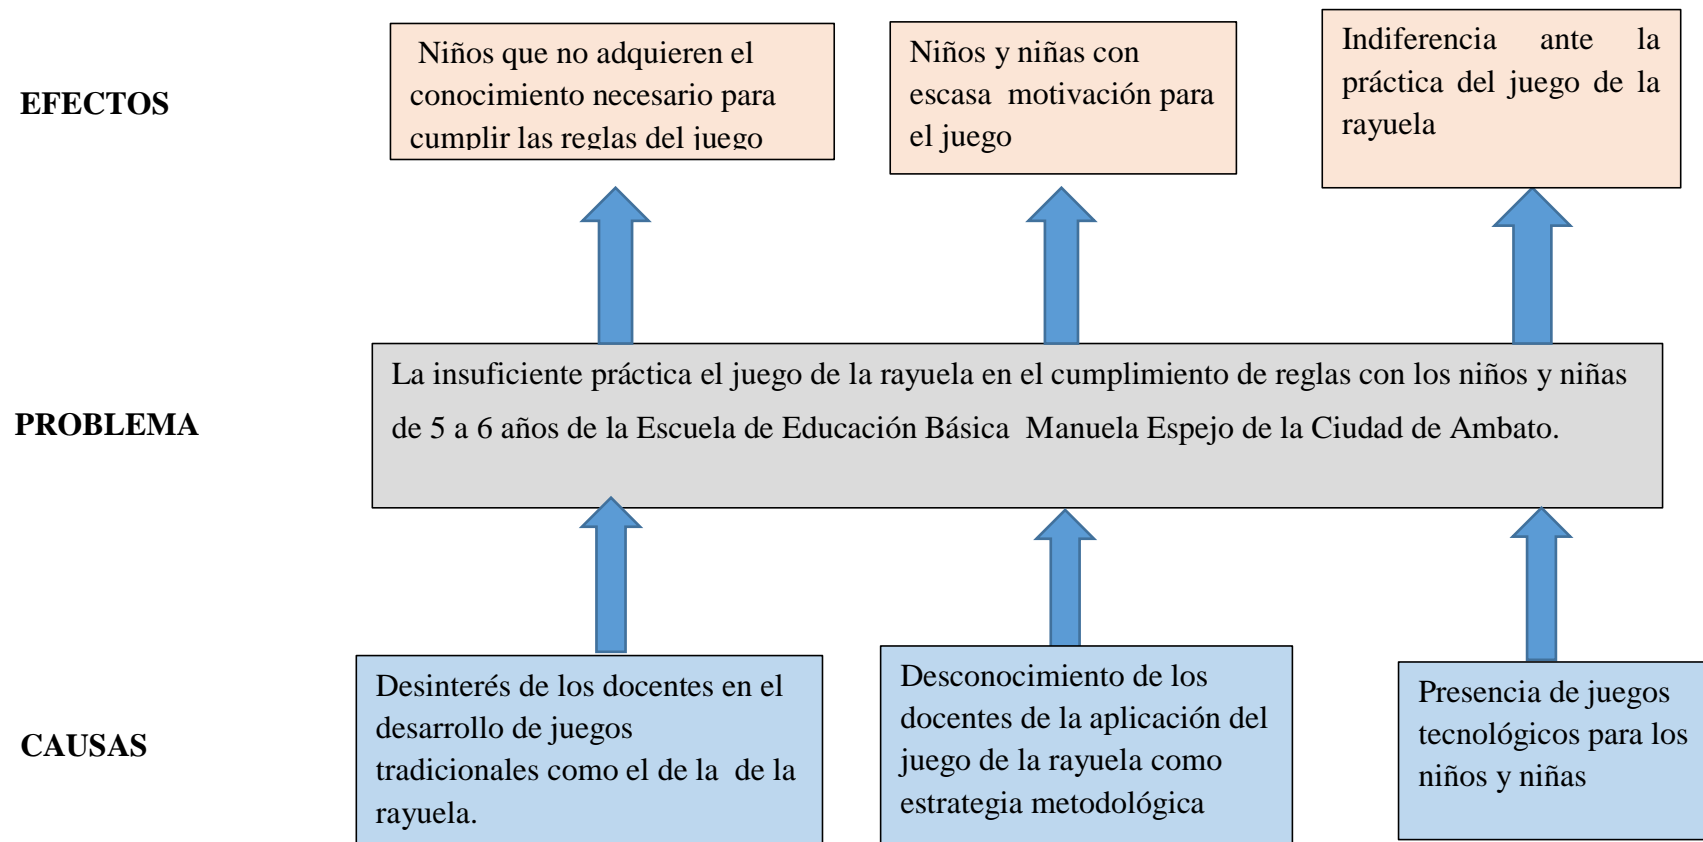 EFECTOS
Niños que no adquieren el
conocimiento necesario para
cumplir las reglas del juego
Niños y niñas con
escasa motivación para
el juego
Indiferencia ante la
práctica del juego de la
rayuela
PROBLEMA
La insuficiente práctica el juego de la rayuela en el cumplimiento de reglas con los niños y niñas
de 5 a 6 años de la Escuela de Educación Básica Manuela Espejo de la Ciudad de Ambato.
CAUSAS
Desinterés de los docentes en el
desarrollo de juegos
tradicionales como el de la de la
rayuela.
Desconocimiento de los
docentes de la aplicación del
juego de la rayuela como
estrategia metodológica
Presencia de juegos
tecnológicos para los
niños y niñas